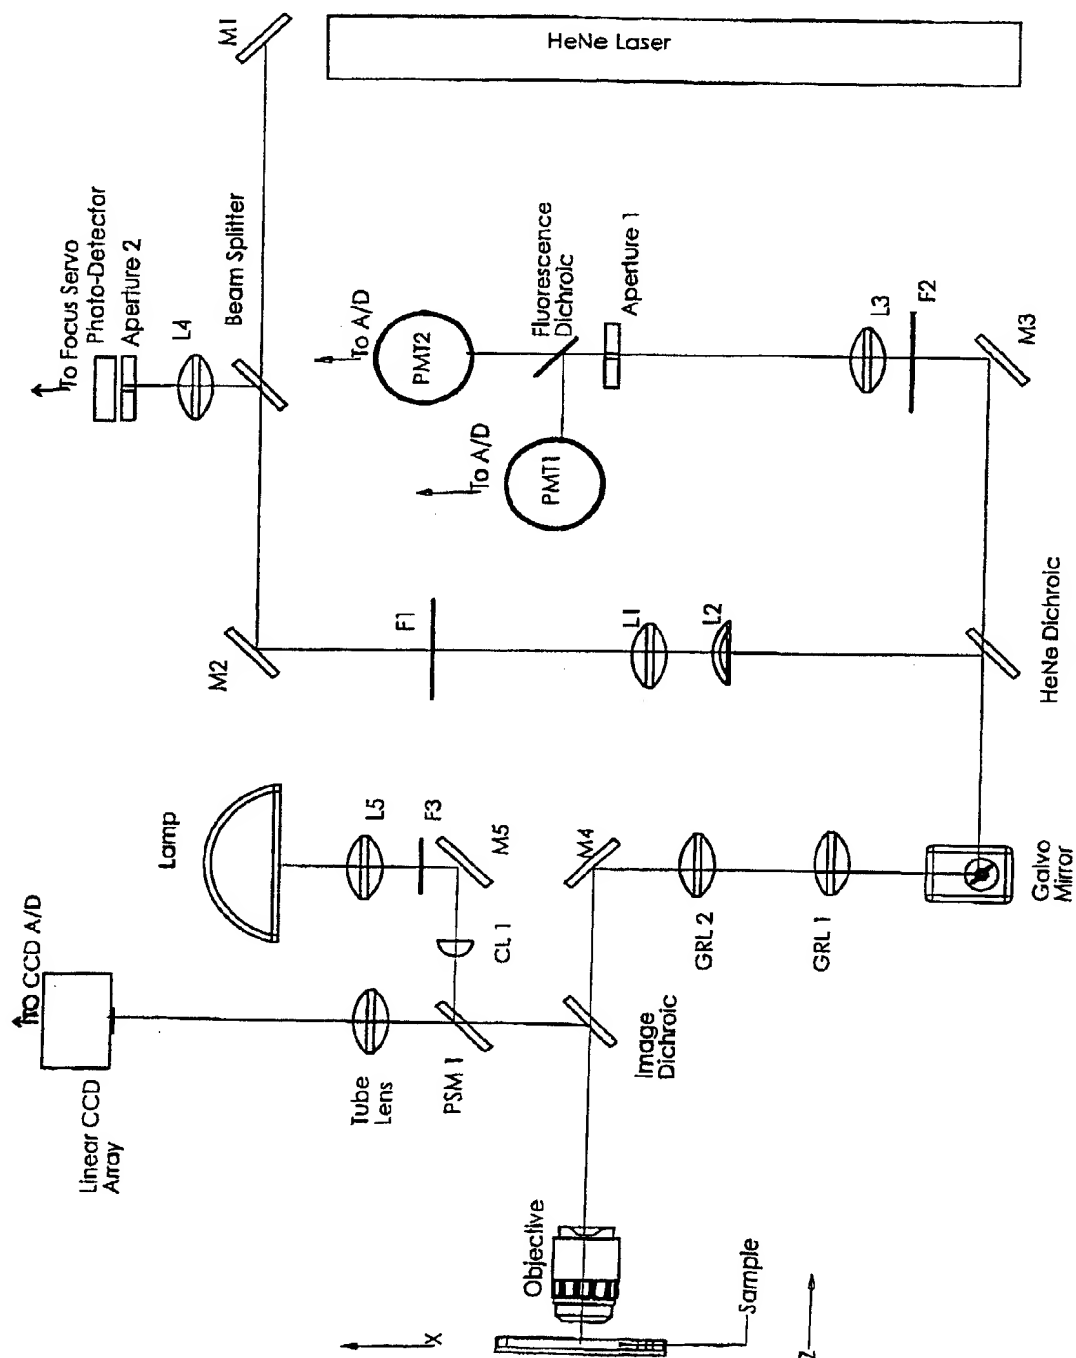 HeNe Laser
M1
To Focus Servo
Photo-Detector
Aperture 2
L4
Beam Splitter
To A/D
PMT2
Fluorescence
Dichroic
Aperture 1
L3
F2
M3
To A/D
PMT1
M2
F1
L1
L2
HeNe Dichroic
Lamp
L5
F3
M5
CL 1
M4
GRL 2
GRL 1
Galvo
Mirror
TO CCD A/D
Linear CCD
Array
Tube
Lens
PSM 1
Image
Dichroic
Objective
Sample
X
Z